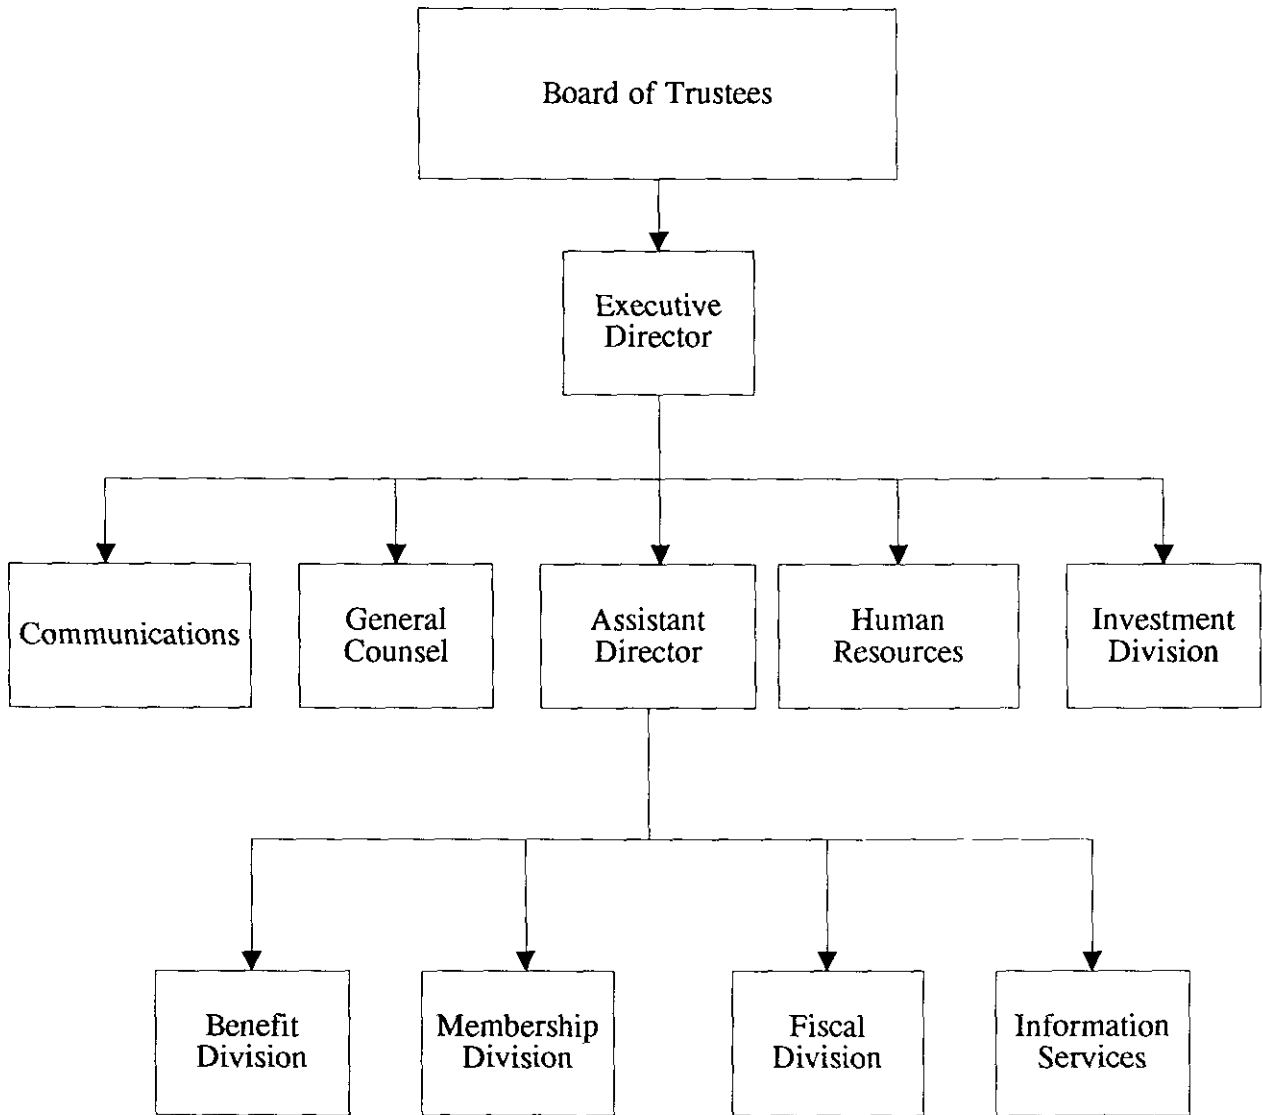 Board of Trustees
Executive
Director
Communications
General
Counsel
Assistant
Director
Human
Resources
Investment
Division
Benefit
Division
Membership
Division
Fiscal
Division
Information
Services